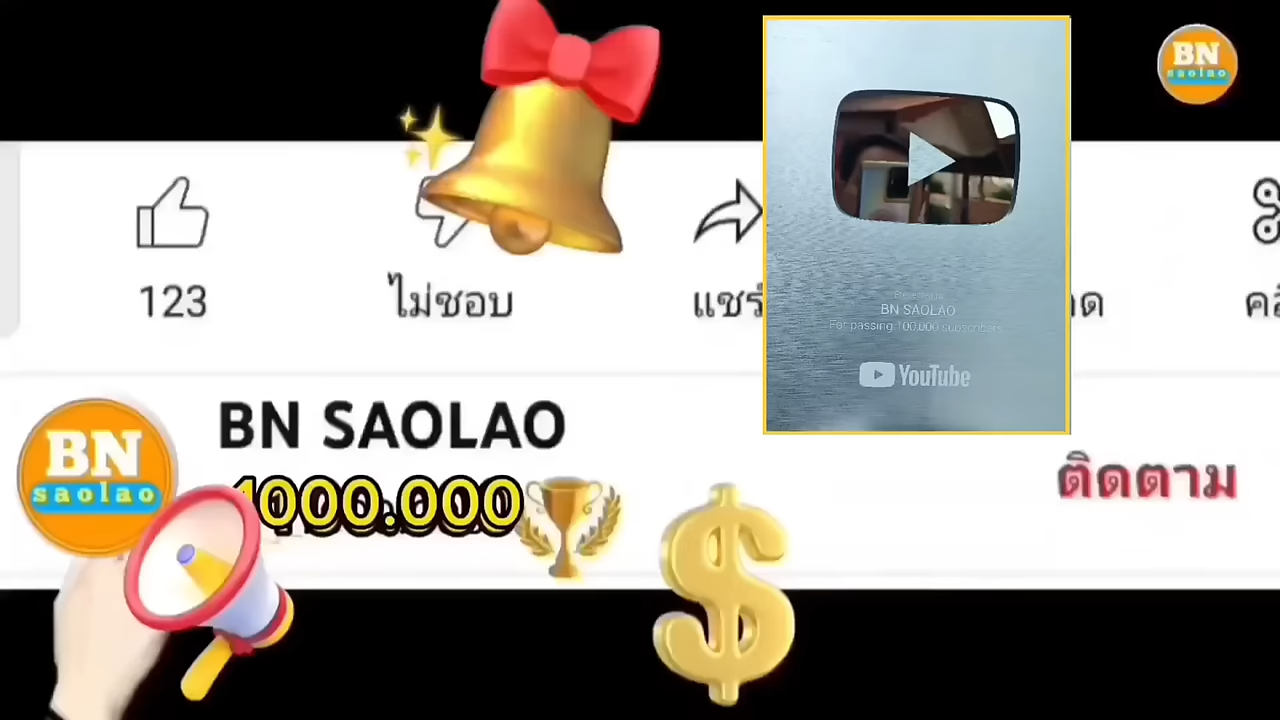 BN
saolao
123
ไม่ชอบ
แชร์
BN SAOLAO
For passing 100,000 subscribers
YouTube
BN
saolao
BN SAOLAO
1000.000
ติดตาม